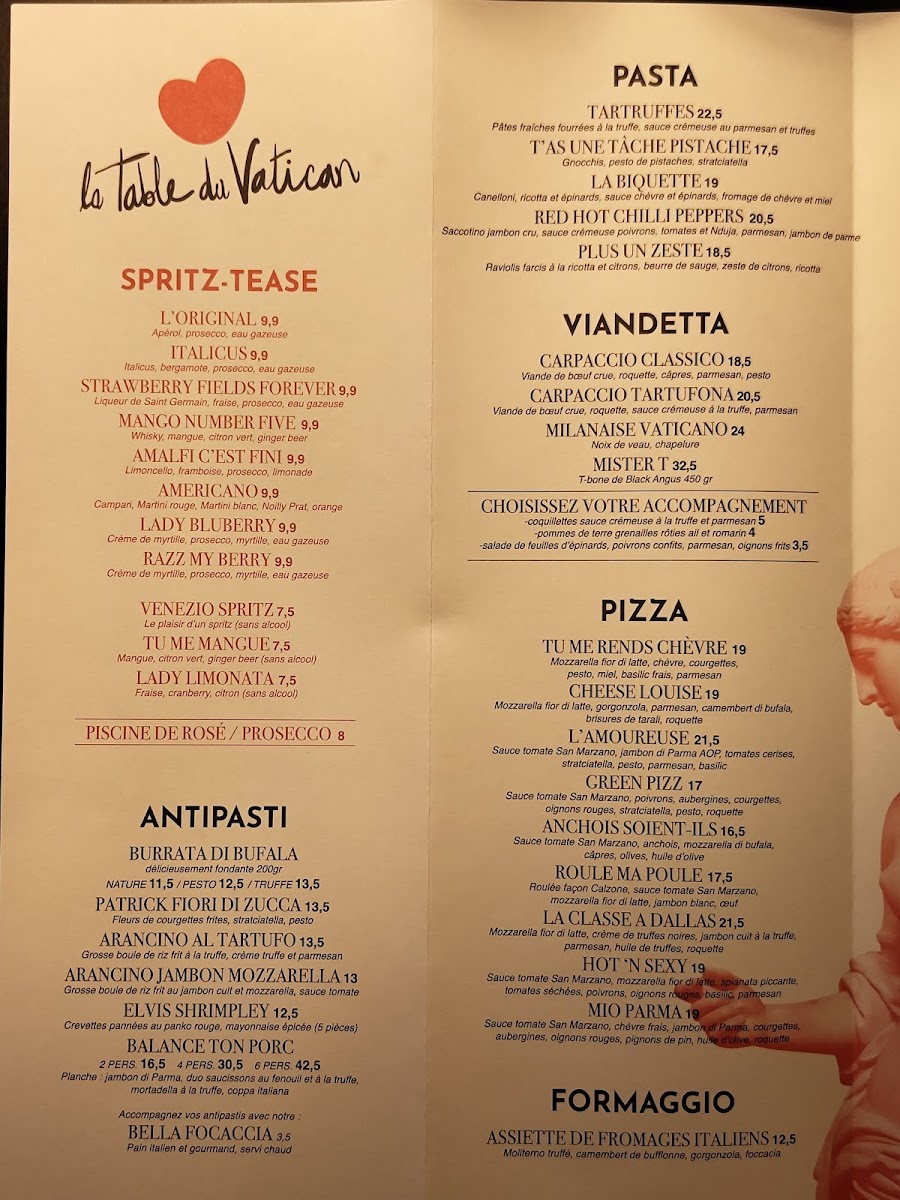 la Table du Vatican
SPRITZ-TEASE
L'ORIGINAL 9,9
Apérol, prosecco, eau gazeuse
ITALICUS 9,9
Italicus, bergamote, prosecco, eau gazeuse
STRAWBERRY FIELDS FOREVER 9,9
Liqueur de Saint Germain, fraise, prosecco, eau gazeuse
MANGO NUMBER FIVE 9,9
Whisky, mangue, citron vert, ginger beer
AMALFI C'EST FINI 9,9
Limoncello, framboise, prosecco, limonade
AMERICANO 9,9
Campari, Martini rouge, Martini blanc, Noilly Prat, orange
LADY BLUBERRY 9,9
Crème de myrtille, prosecco, myrtille, eau gazeuse
RAZZ MY BERRY 9,9
Crème de myrtille, prosecco, myrtille, eau gazeuse
VENEZIO SPRITZ 7,5
Le plaisir d'un spritz (sans alcool)
TU ME MANGUE 7,5
Mangue, citron vert, ginger beer (sans alcool)
LADY LIMONATA 7,5
Fraise, cranberry, citron (sans alcool)
PISCINE DE ROSÉ / PROSECCO 8
ANTIPASTI
BURRATA DI BUFALA
délicieusement fondante 200gr
NATURE 11,5 / PESTO 12,5 / TRUFFE 13,5
PATRICK FIORI DI ZUCCA 13,5
Fleurs de courgettes frites, stratciatella, pesto
ARANCINO AL TARTUFO 13,5
Grosse boule de riz frit à la truffe, crème truffe et parmesan
ARANCINO JAMBON MOZZARELLA 13
Grosse boule de riz frit au jambon cuit et mozzarella, sauce tomate
ELVIS SHRIMPLEY 12,5
Crevettes pannées au panko rouge, mayonnaise épicée (5 pièces)
BALANCE TON PORC
2 PERS. 16,5 4 PERS. 30,5 6 PERS. 42,5
Planche : jambon di Parma, duo saucissons au fenouil et à la truffe,
mortadella à la truffe, coppa italiana
Accompagnez vos antipastis avec notre :
BELLA FOCACCIA 3,5
Pain italien et gourmand, servi chaud
PASTA
TARTRUFFES 22,5
Pâtes fraîches fourrées à la truffe, sauce crémeuse au parmesan et truffes
T'AS UNE TÂCHE PISTACHE 17,5
Gnocchis, pesto de pistaches, stratciatella
LA BIQUETTE 19
Canelloni, ricotta et épinards, sauce chèvre et épinards, fromage de chèvre et miel
RED HOT CHILLI PEPPERS 20,5
Saccotino jambon cru, sauce crémeuse poivrons, tomates et Nduja, parmesan, jambon de parme
PLUS UN ZESTE 18,5
Raviolis farcis à la ricotta et citrons, beurre de sauge, zeste de citrons, ricotta
VIANDETTA
CARPACCIO CLASSICO 18,5
Viande de bœuf crue, roquette, câpres, parmesan, pesto
CARPACCIO TARTUFONA 20,5
Viande de bœuf crue, roquette, sauce crémeuse à la truffe, parmesan
MILANAISE VATICANO 24
Noix de veau, chapelure
MISTER T 32,5
T-bone de Black Angus 450 gr
CHOISISSEZ VOTRE ACCOMPAGNEMENT
-coquillettes sauce crémeuse à la truffe et parmesan 5
-pommes de terre grenailles rôties ail et romarin 4
-salade de feuilles d'épinards, poivrons confits, parmesan, oignons frits 3,5
PIZZA
TU ME RENDS CHÈVRE 19
Mozzarella fior di latte, chèvre, courgettes,
pesto, miel, basilic frais, parmesan
CHEESE LOUISE 19
Mozzarella fior di latte, gorgonzola, parmesan, camembert di bufala,
brisures de tarali, roquette
L'AMOUREUSE 21,5
Sauce tomate San Marzano, jambon di Parma AOP, tomates cerises,
stratciatella, pesto, parmesan, basilic
GREEN PIZZ 17
Sauce tomate San Marzano, poivrons, aubergines, courgettes,
oignons rouges, stratciatella, pesto, roquette
ANCHOIS SOIENT-ILS 16,5
Sauce tomate San Marzano, anchois, mozzarella di bufala,
câpres, olives, huile d'olive
ROULE MA POULE 17,5
Roulée façon Calzone, sauce tomate San Marzano,
mozzarella fior di latte, jambon blanc, œuf
LA CLASSE A DALLAS 21,5
Mozzarella fior di latte, crème de truffes noires, jambon cuit à la truffe,
parmesan, huile de truffes, roquette
HOT 'N SEXY 19
Sauce tomate San Marzano, mozzarella fior di latte, spianata piccante,
tomates séchées, poivrons, oignons rouges, basilic, parmesan
MIO PARMA 19
Sauce tomate San Marzano, chèvre frais, jambon di Parma, courgettes,
aubergines, oignons rouges, pignons de pin, huile d'olive, roquette
FORMAGGIO
ASSIETTE DE FROMAGES ITALIENS 12,5
Moliterno truffé, camembert de bufflonne, gorgonzola, foccacia